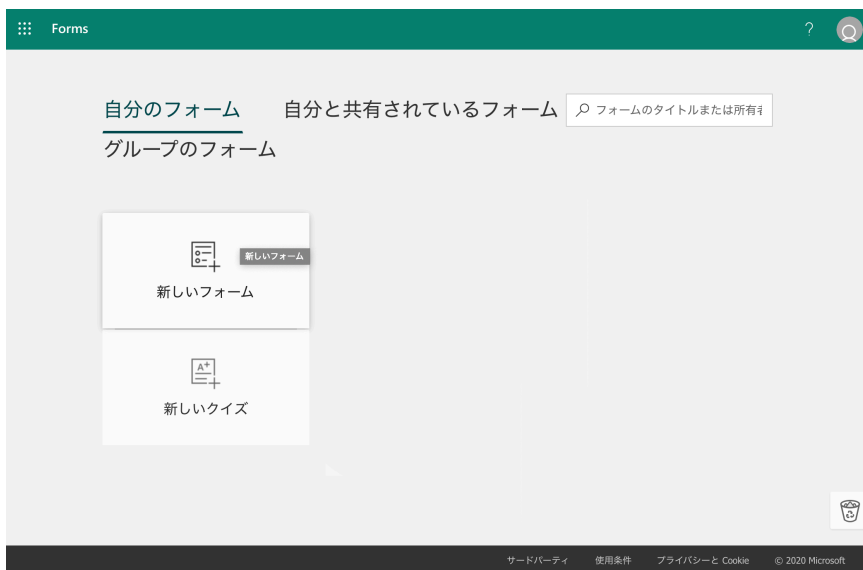 Forms
?
自分のフォーム
自分と共有されているフォーム
フォームのタイトルまたは所有
グループのフォーム
新しいフォーム
新しいフォーム
A+
新しいクイズ
サードパーティ 使用条件 プライバシーと Cookie © 2020 Microsoft